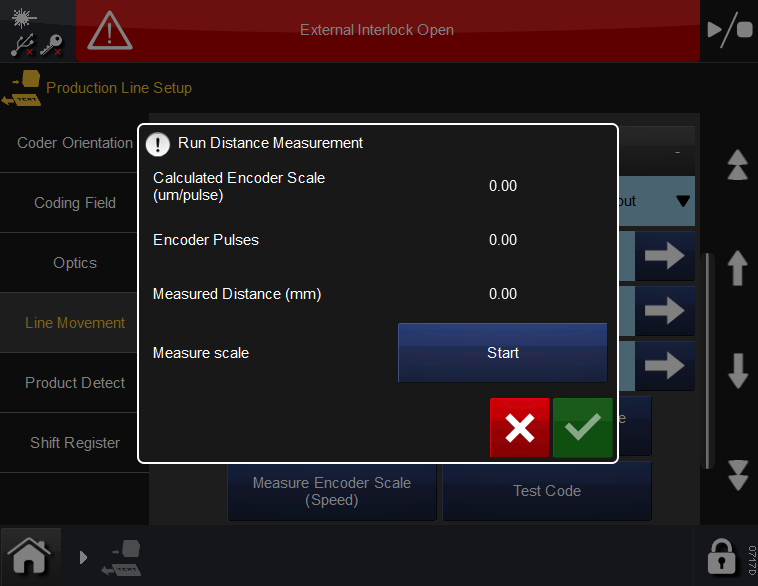 External Interlock Open
Production Line Setup
Coder Orientation
Coding Field
Optics
Line Movement
Product Detect
Shift Register
Run Distance Measurement
Calculated Encoder Scale
(um/pulse)
0.00
Encoder Pulses
0.00
Measured Distance (mm)
0.00
Measure scale
Start
Measure Encoder Scale
(Speed)
Test Code
TEXT
0717D